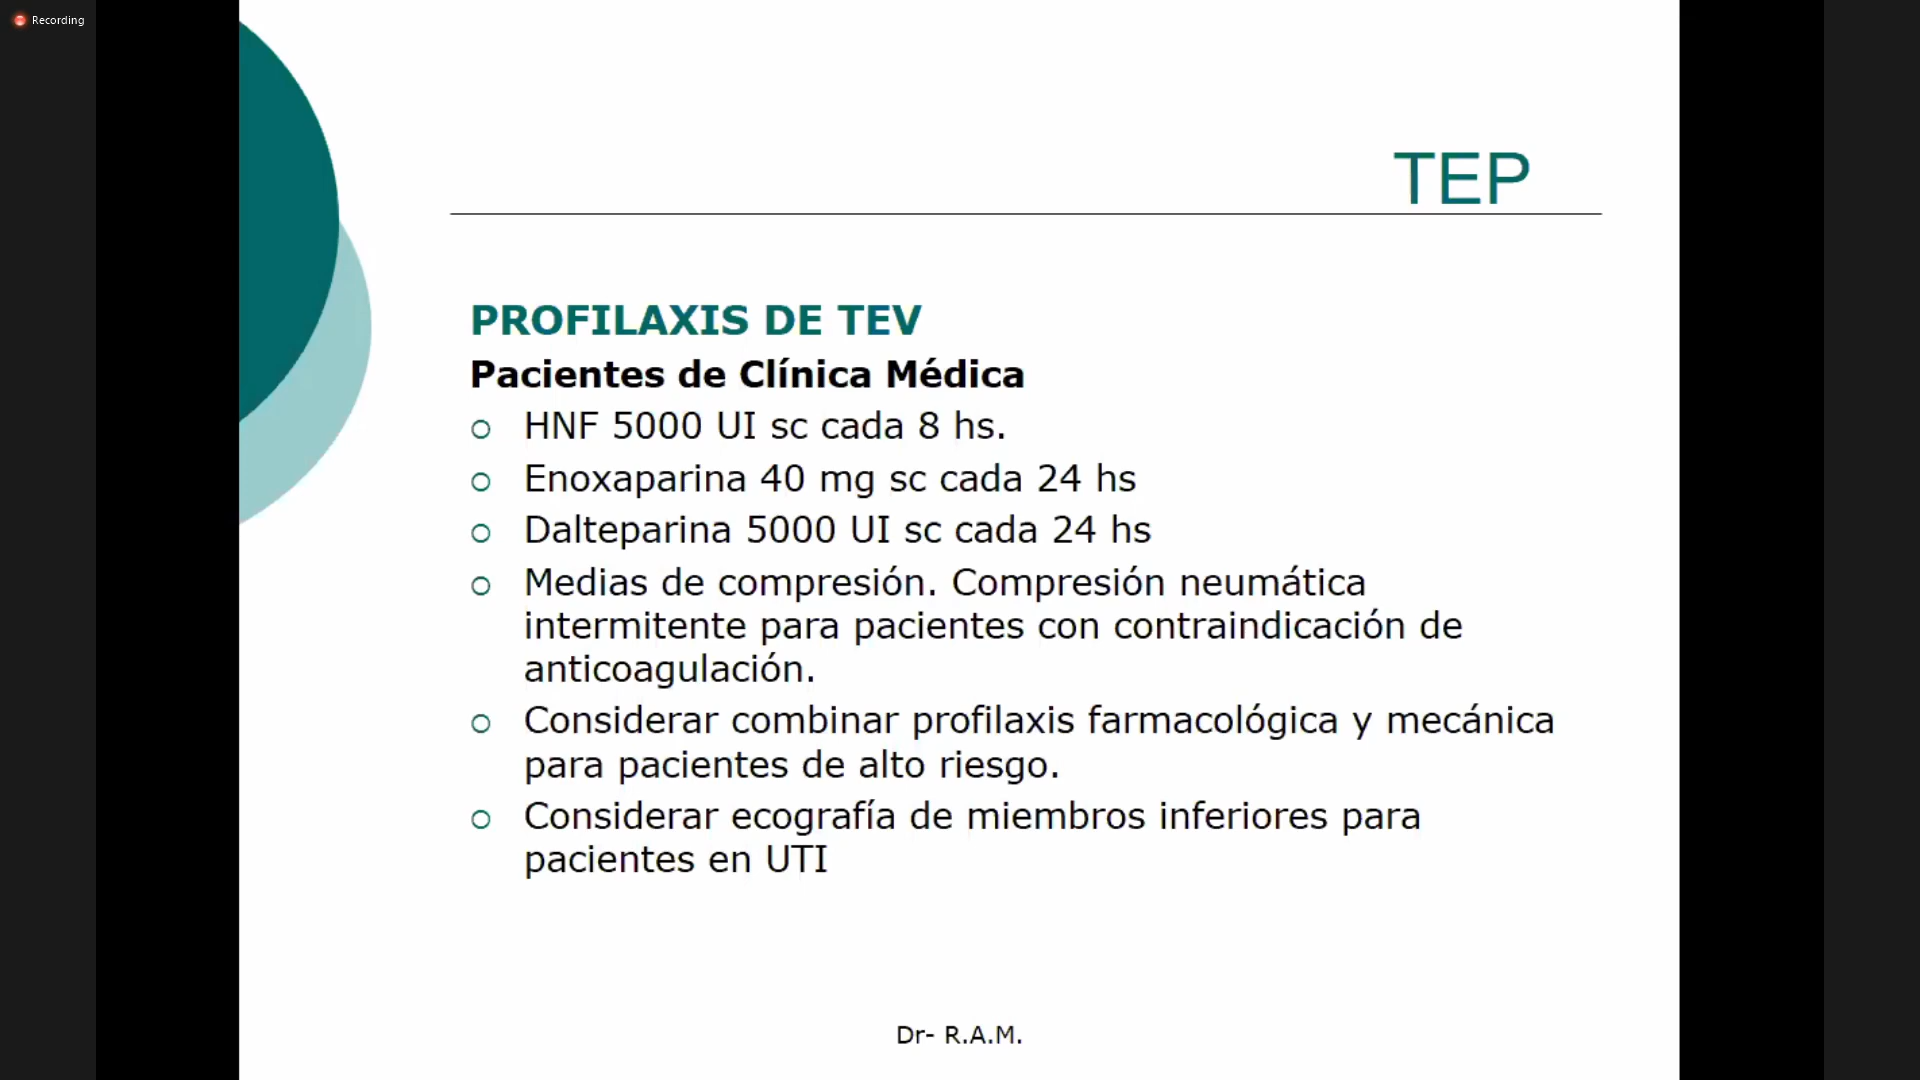 Recording
TEP
PROFILAXIS DE TEV
Pacientes de Clínica Médica
HNF 5000 UI sc cada 8 hs.
Enoxaparina 40 mg sc cada 24 hs
Dalteparina 5000 UI sc cada 24 hs
Medias de compresión. Compresión neumática
intermitente para pacientes con contraindicación de
anticoagulación.
Considerar combinar profilaxis farmacológica y mecánica
para pacientes de alto riesgo.
Considerar ecografía de miembros inferiores para
pacientes en UTI
Dr- R.A.M.